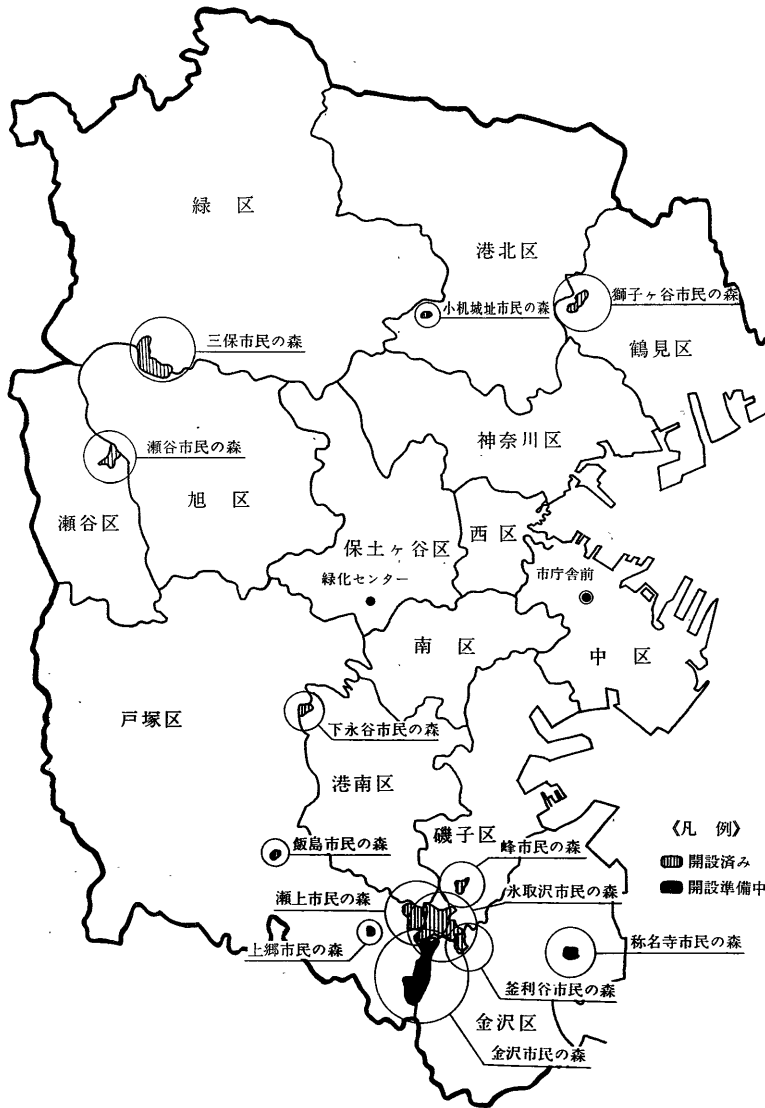 緑 区
港北区
小机城址市民の森
獅子ヶ谷市民の森
三保市民の森
鶴見区
瀬谷市民の森
神奈川区
旭 区
瀬谷区
保土ヶ谷区
西区
緑化センター
市庁舎前
南 区
中 区
戸塚区
下永谷市民の森
港南区
磯子区
《凡 例》
飯島市民の森
峰市民の森
開設済み
瀬上市民の森
氷取沢市民の森
開設準備中
上郷市民の森
称名寺市民の森
釜利谷市民の森
金沢区
金沢市民の森